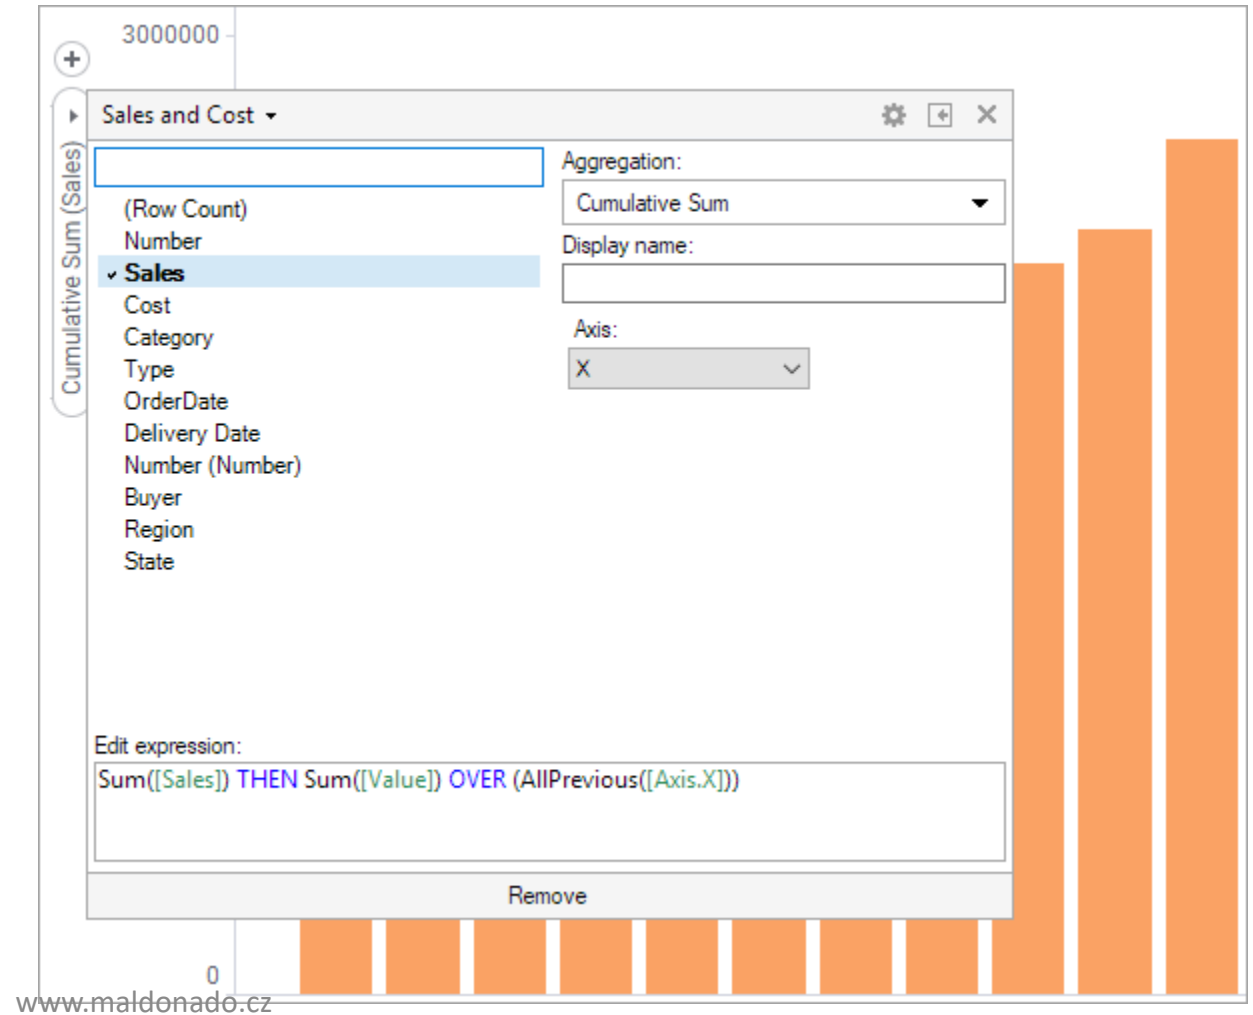 3000000
Sales and Cost
Cumulative Sum (Sales)
Aggregation:
(Row Count)
Cumulative Sum
Number
Display name:
Sales
Cost
Axis:
Category
Type
X
OrderDate
Delivery Date
Number (Number)
Buyer
Region
State
Edit expression:
Sum([Sales]) THEN Sum([Value]) OVER (AllPrevious([Axis.X]))
Remove
0
www.maldonado.cz